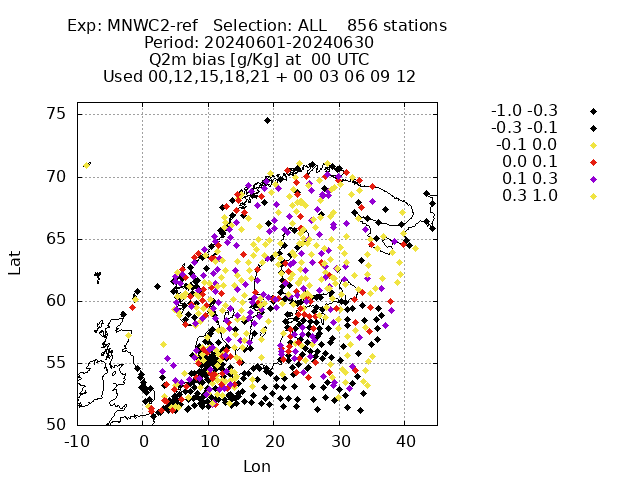 Exp: MNWC2-ref   Selection: ALL    856 stations
Period: 20240601-20240630
Q2m bias [g/Kg] at  00 UTC
Used 00,12,15,18,21 + 00 03 06 09 12
-1.0 -0.3
-0.3 -0.1
-0.1 0.0
0.0 0.1
0.1 0.3
0.3 1.0
75
70
65
60
55
50
Lat
-10 0 10 20 30 40
Lon